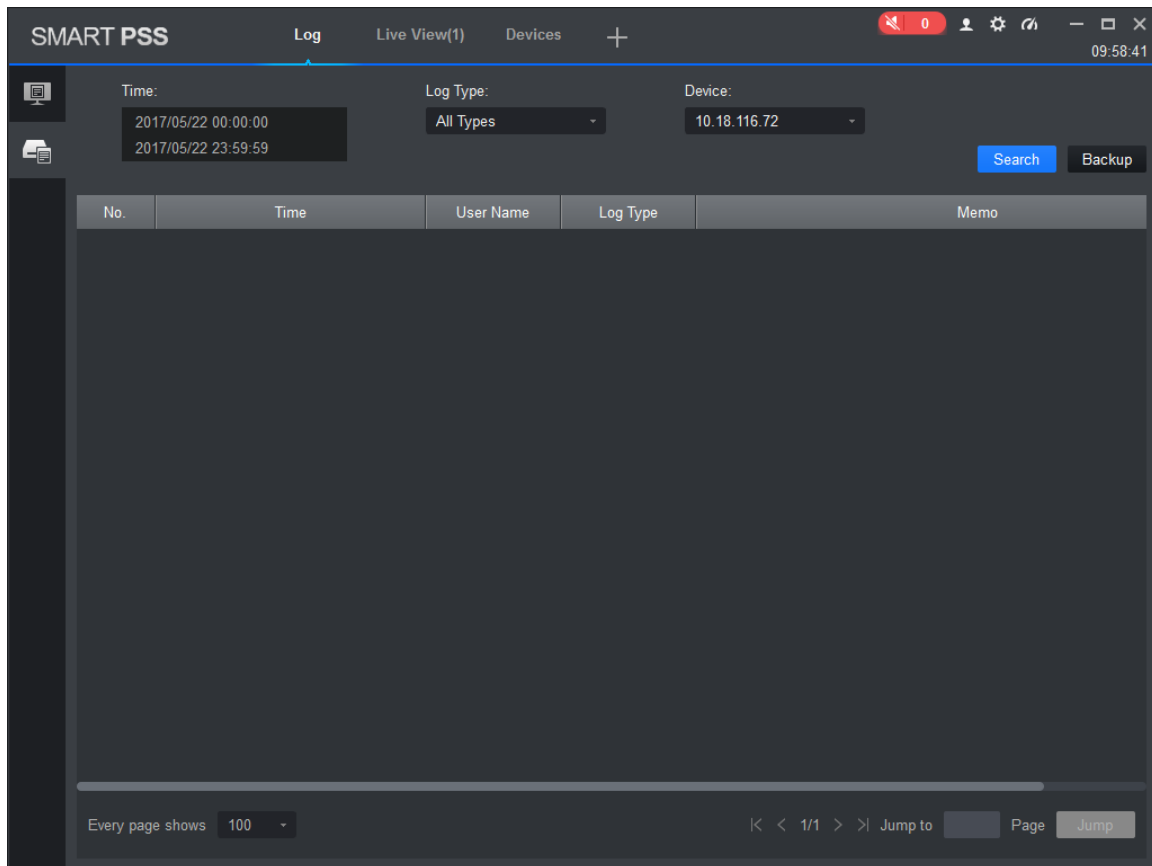 SMART PSS Log Live View(1) Devices 0
09:58:41
Time: Log Type: Device:
2017/05/22 00:00:00 All Types 10.18.116.72
2017/05/22 23:59:59
Search Backup
No. Time User Name Log Type Memo
Every page shows 100 1/1 Jump to Page Jump